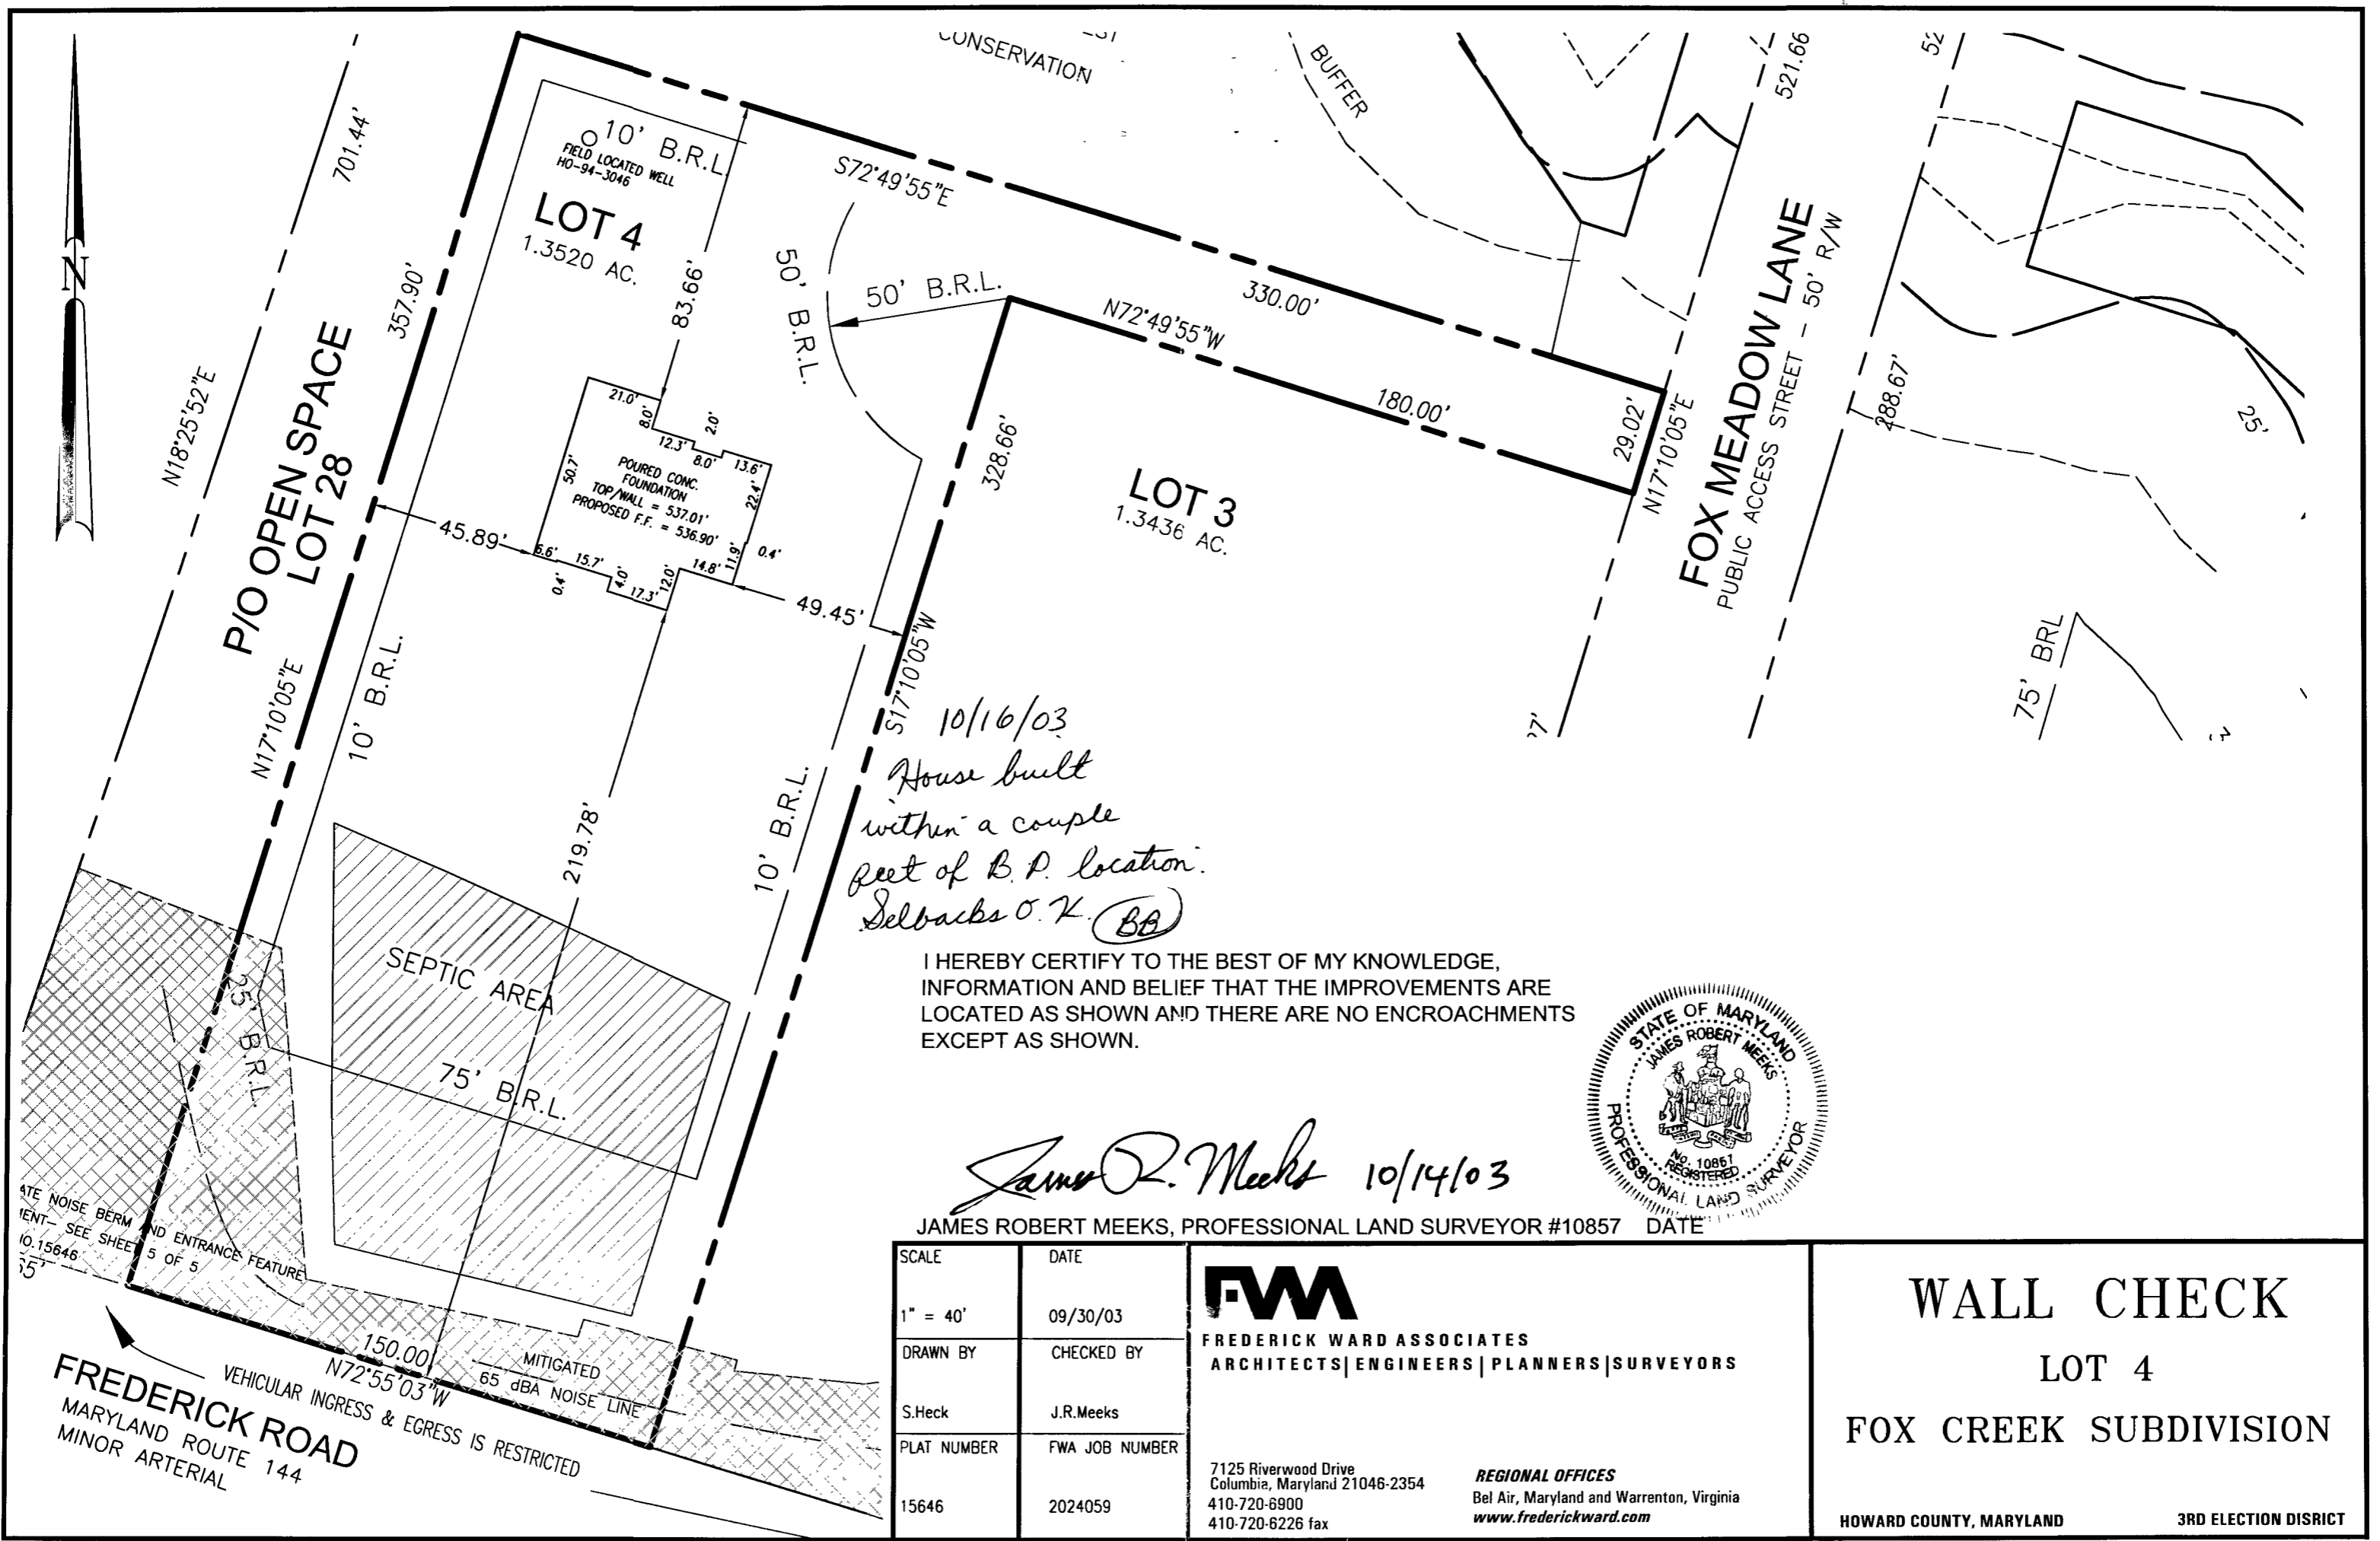 CONSERVATION
BUFFER
521.66
52
701.44'
357.90'
10' B.R.L.
FIELD LOCATED WELL
HO-94-3046
LOT 4
1.3520 AC.
S72°49'55"E
83.66'
50' B.R.L.
50' B.R.L.
330.00'
N72°49'55"W
180.00'
29.02'
N17°10'05"E
FOX MEADOW LANE
PUBLIC ACCESS STREET - 50' R/W
288.67'
25'
75' BRL
N
N18°25'52"E
P/O OPEN SPACE
LOT 28
21.0'
8.0'
2.0'
12.3'
8.0'
13.6'
50.7'
22.4'
POURED CONC.
FOUNDATION
TOP/WALL = 537.01'
PROPOSED F.F. = 536.90'
45.89'
6.6'
15.7'
0.4'
4.0'
17.3'
12.0'
14.8'
11.9'
0.4'
49.45'
328.66'
LOT 3
1.3436 AC.
S17°10'05"W
N17°10'05"E
10' B.R.L.
10' B.R.L.
219.78'
10/16/03
House built
within a couple
feet of B.P. location.
Setbacks O.K. BB
SEPTIC AREA
25' B.R.L.
75' B.R.L.
I HEREBY CERTIFY TO THE BEST OF MY KNOWLEDGE,
INFORMATION AND BELIEF THAT THE IMPROVEMENTS ARE
LOCATED AS SHOWN AND THERE ARE NO ENCROACHMENTS
EXCEPT AS SHOWN.
STATE OF MARYLAND
JAMES ROBERT MEEKS
No. 10857
REGISTERED
PROFESSIONAL LAND SURVEYOR
James R. Meeks 10/14/03
JAMES ROBERT MEEKS, PROFESSIONAL LAND SURVEYOR #10857 DATE
NOISE BERM AND ENTRANCE FEATURE
SEE SHEET 5 OF 5
15646
150.00
N72°55'03"W
MITIGATED
65 dBA NOISE LINE
VEHICULAR INGRESS & EGRESS IS RESTRICTED
FREDERICK ROAD
MARYLAND ROUTE 144
MINOR ARTERIAL
SCALE
1" = 40'
DATE
09/30/03
DRAWN BY
S.Heck
CHECKED BY
J.R.Meeks
PLAT NUMBER
15646
FWA JOB NUMBER
2024059
FWA
FREDERICK WARD ASSOCIATES
ARCHITECTS|ENGINEERS|PLANNERS|SURVEYORS
7125 Riverwood Drive
Columbia, Maryland 21046-2354
410-720-6900
410-720-6226 fax
REGIONAL OFFICES
Bel Air, Maryland and Warrenton, Virginia
www.frederickward.com
WALL CHECK
LOT 4
FOX CREEK SUBDIVISION
HOWARD COUNTY, MARYLAND
3RD ELECTION DISRICT